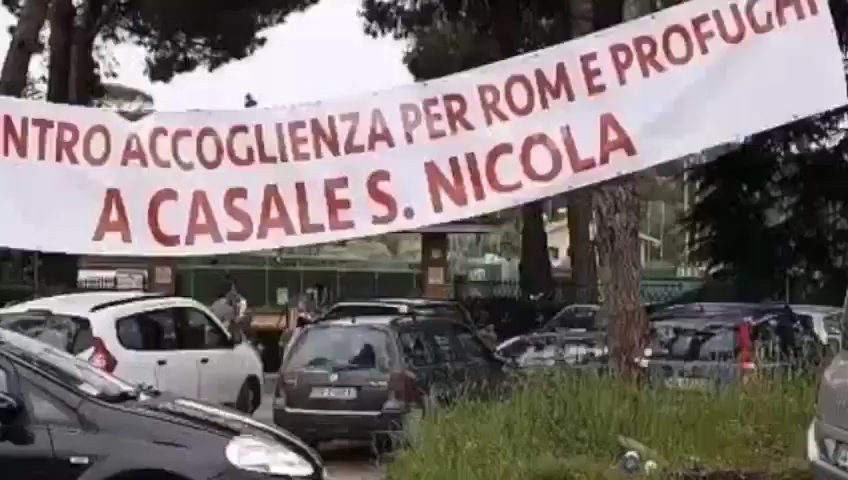 NTRO ACCOGLIENZA PER ROM E PROFUGHI
A CASALE S. NICOLA